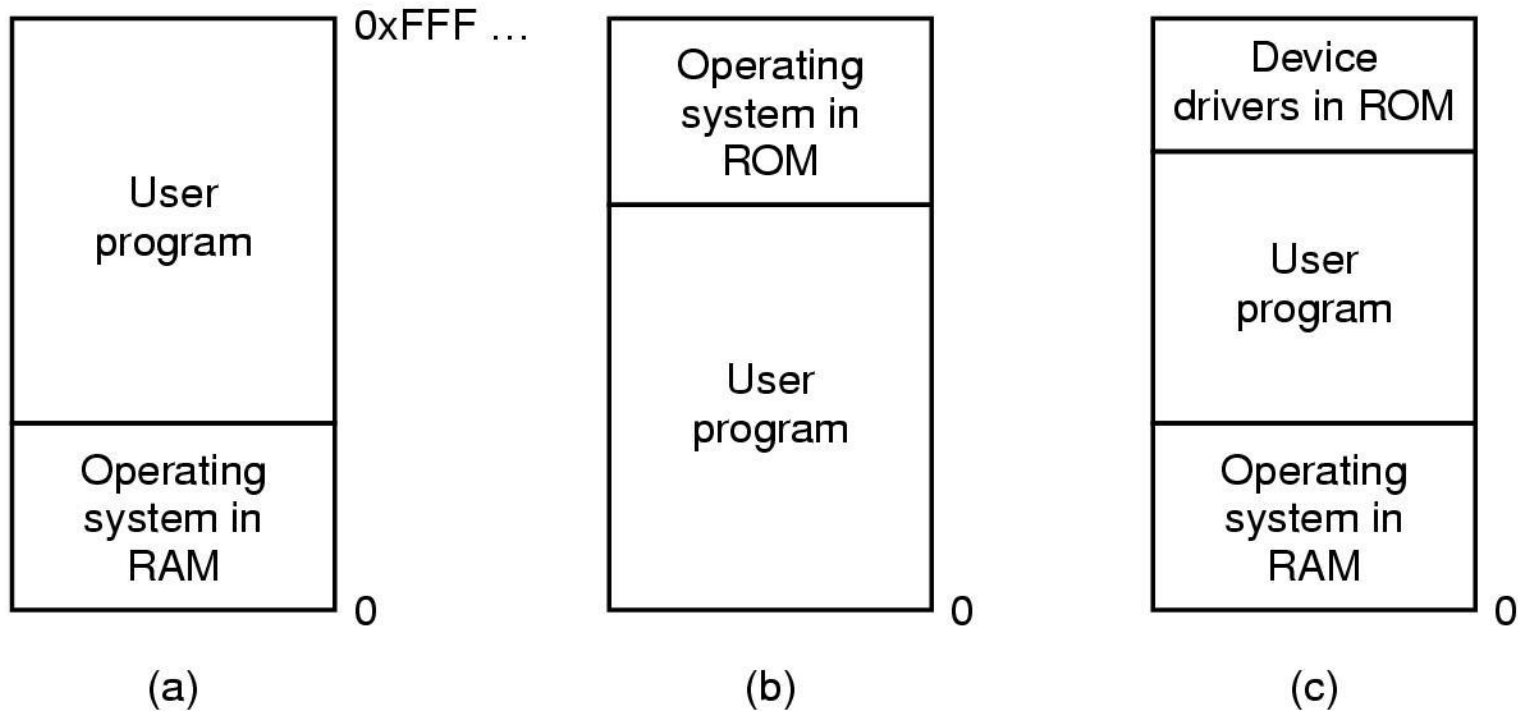 0xFFF …
User
program
Operating
system in
RAM
0
(a)
Operating
system in
ROM
User
program
0
(b)
Device
drivers in ROM
User
program
Operating
system in
RAM
0
(c)